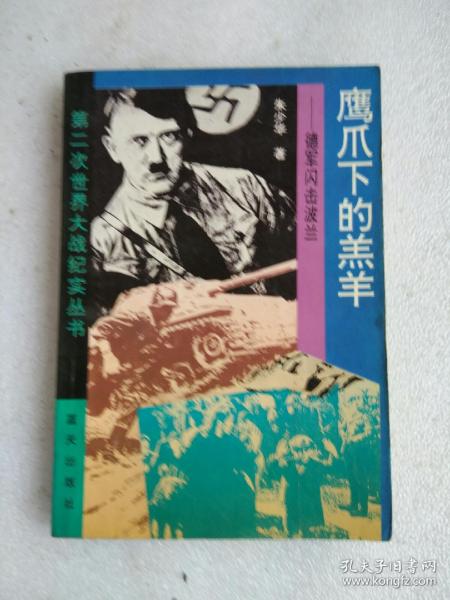 鹰爪下的羔羊
——德军闪击波兰
朱少华 著
第二次世界大战纪实丛书
蓝天出版社
孔夫子旧书网
kongfz.com